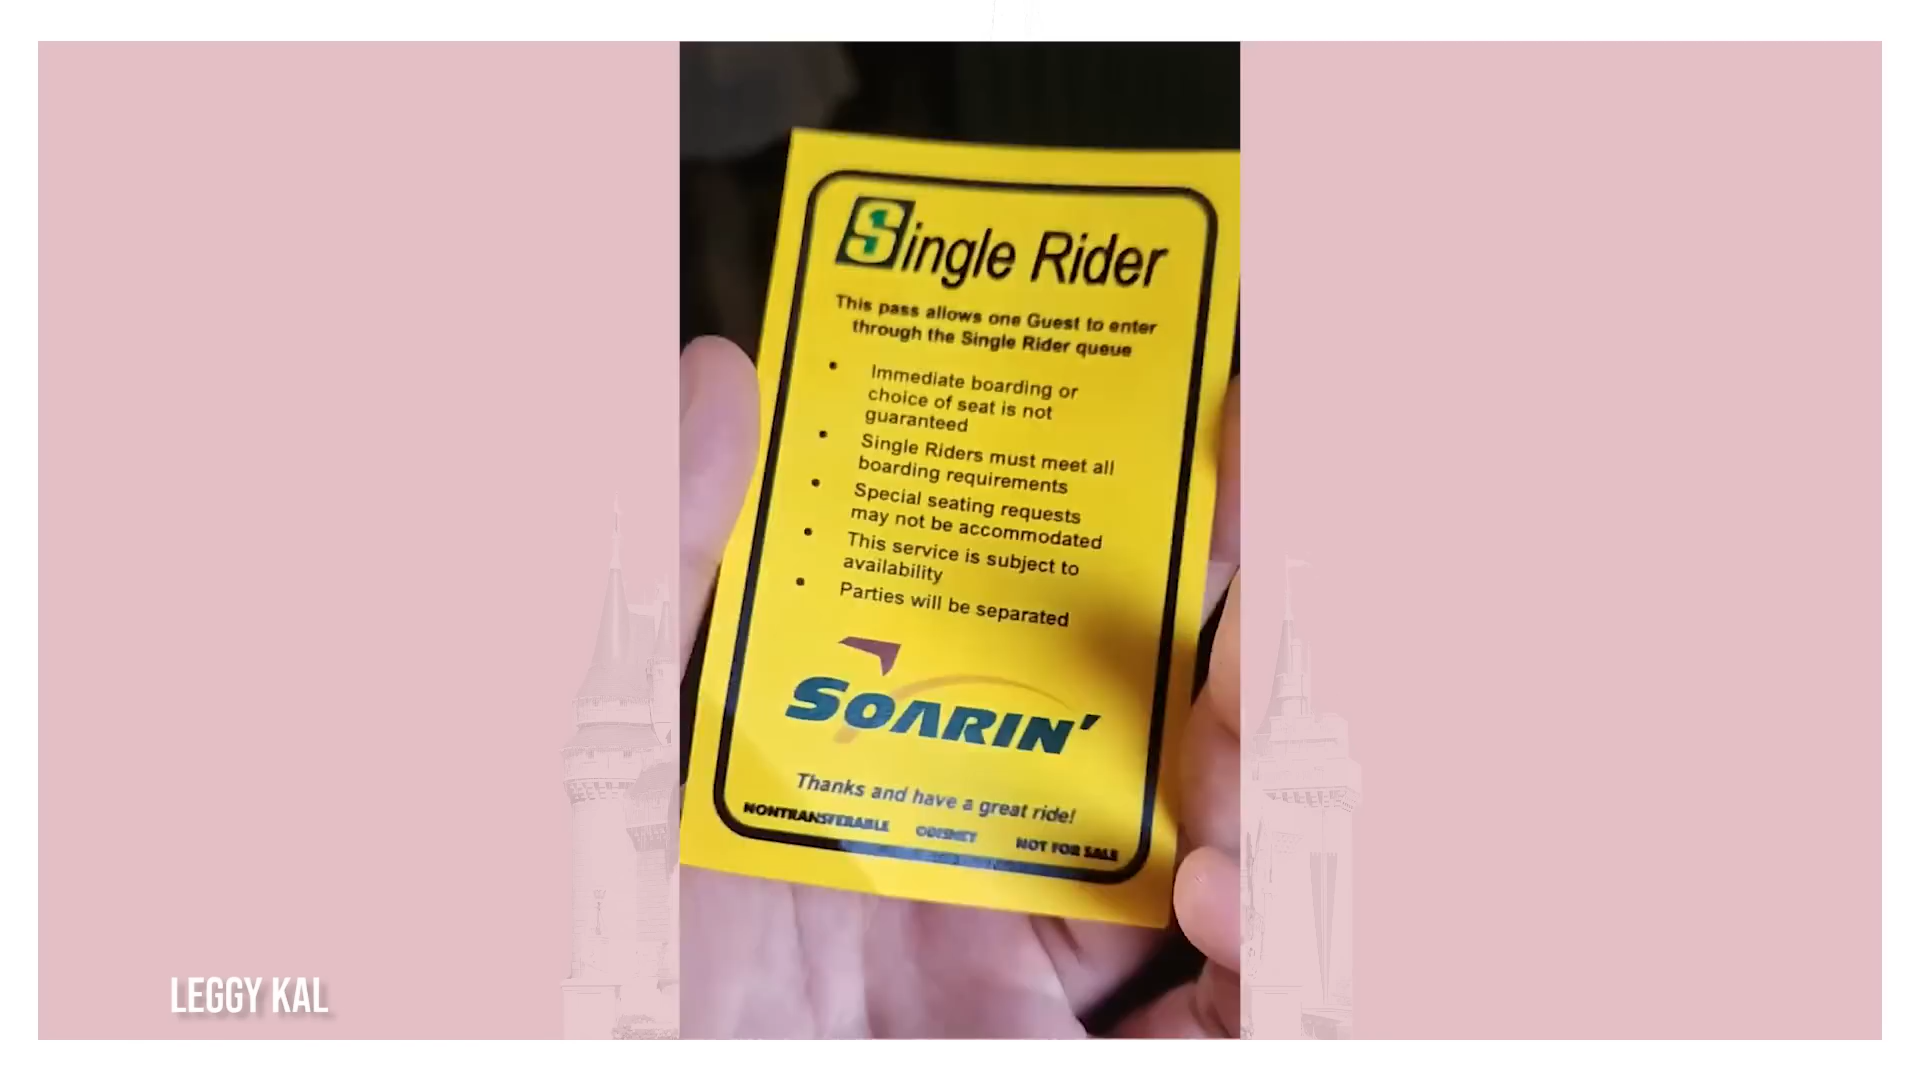 Single Rider
This pass allows one Guest to enter
through the Single Rider queue
• Immediate boarding or
choice of seat is not
guaranteed
• Single Riders must meet all
boarding requirements
• Special seating requests
may not be accommodated
• This service is subject to
availability
• Parties will be separated
SOARIN'
Thanks and have a great ride!
NONTRANSFERABLE ©DISNEY NOT FOR SALE
LEGGY KAL